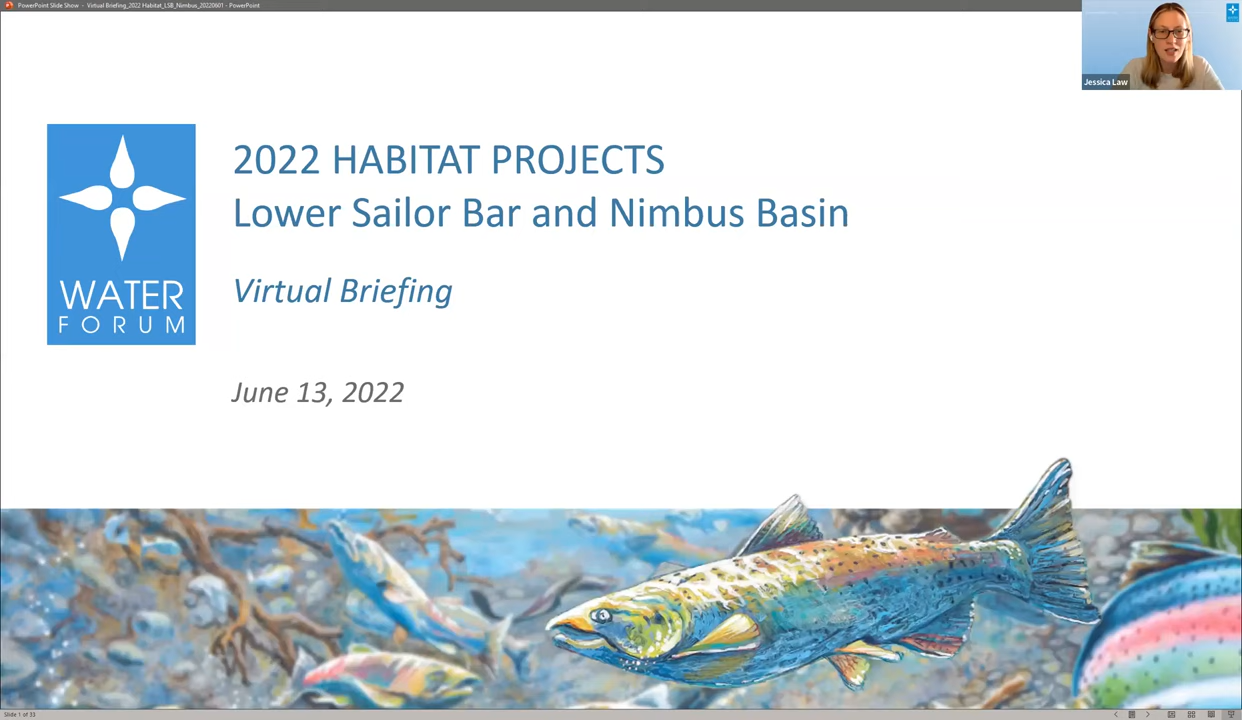 PowerPoint Slide Show - Virtual Briefing_2022 Habitat_LSB_Nimbus_20220601 - PowerPoint
Jessica Law
2022 HABITAT PROJECTS
Lower Sailor Bar and Nimbus Basin
Virtual Briefing
WATER
FORUM
June 13, 2022
Slide 1 of 33